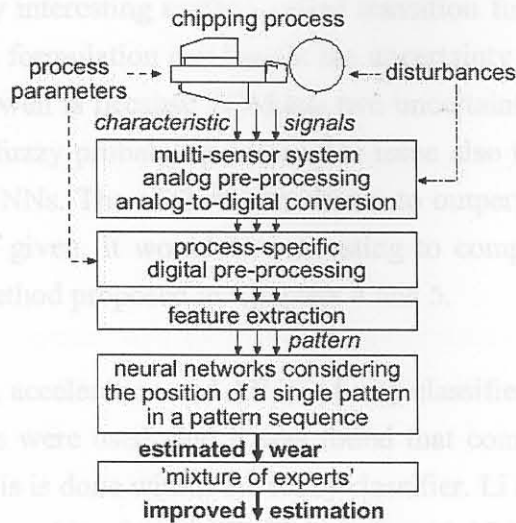 chipping process
process
parameters
disturbances
characteristic signals
multi-sensor system
analog pre-processing
analog-to-digital conversion
process-specific
digital pre-processing
feature extraction
pattern
neural networks considering
the position of a single pattern
in a pattern sequence
estimated wear
'mixture of experts'
improved estimation